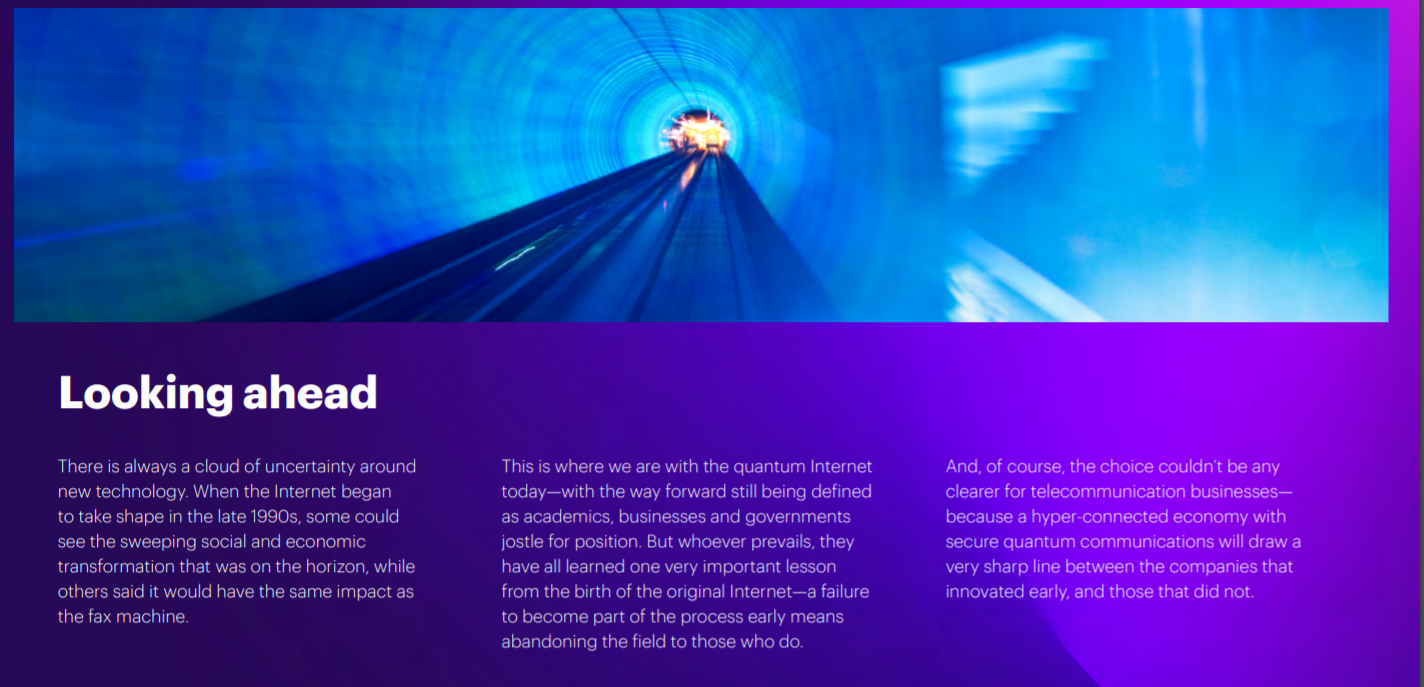 Looking ahead
There is always a cloud of uncertainty around
new technology. When the Internet began
to take shape in the late 1990s, some could
see the sweeping social and economic
transformation that was on the horizon, while
others said it would have the same impact as
the fax machine.
This is where we are with the quantum Internet
today—with the way forward still being defined
as academics, businesses and governments
jostle for position. But whoever prevails, they
have all learned one very important lesson
from the birth of the original Internet—a failure
to become part of the process early means
abandoning the field to those who do.
And, of course, the choice couldn’t be any
clearer for telecommunication businesses—
because a hyper-connected economy with
secure quantum communications will draw a
very sharp line between the companies that
innovated early, and those that did not.